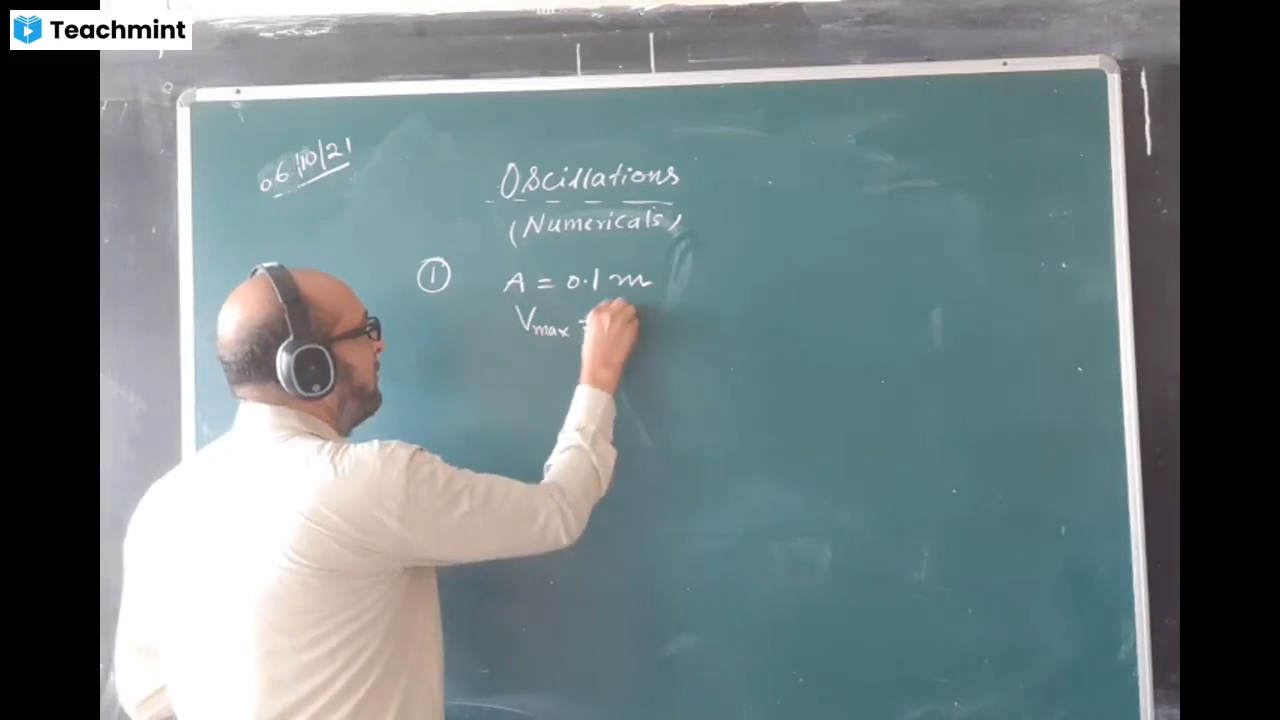 Teachmint
06/10/21
Oscillations
(Numericals)
① A = 0.1 m
Vmax =